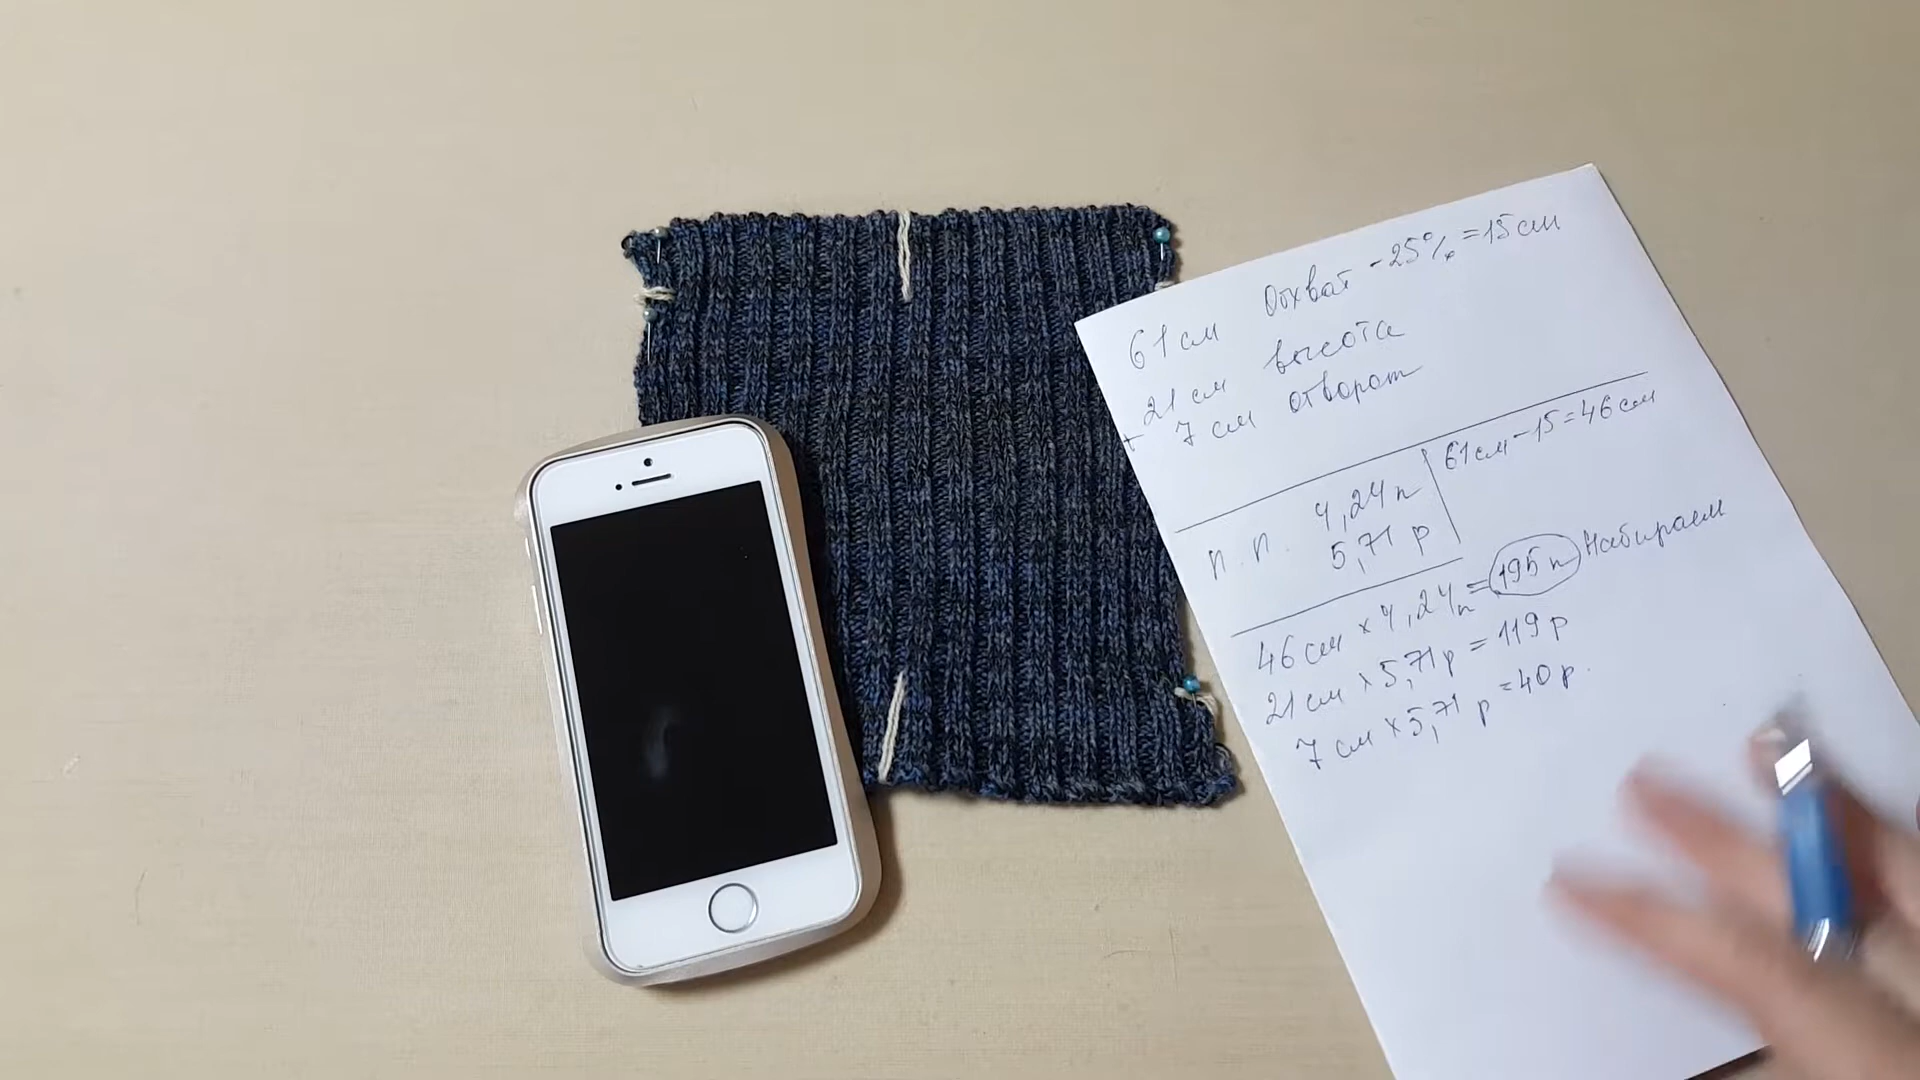 61 см Обхват -25% = 15 см
21 см высота
+ 7 см отворот
П.П. 4,24 п
5,71 р
61 см - 15 = 46 см
46 см × 4,24 п = 195 п Набираем
21 см × 5,71 р = 119 р
7 см × 5,71 р = 40 р.